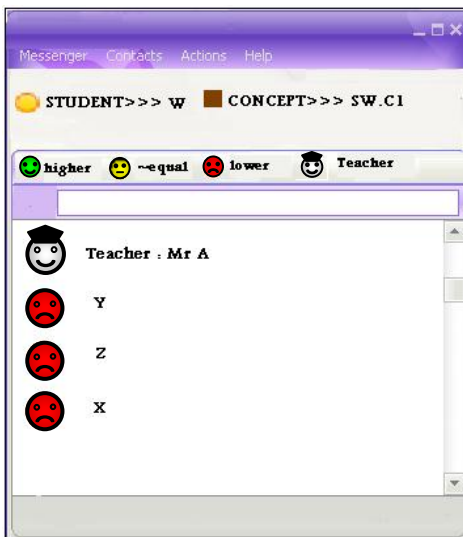 Messenger Contacts Actions Help
STUDENT>>> W CONCEPT>>> SW.C1
higher ~equal lower Teacher
Teacher : Mr A
Y
Z
X